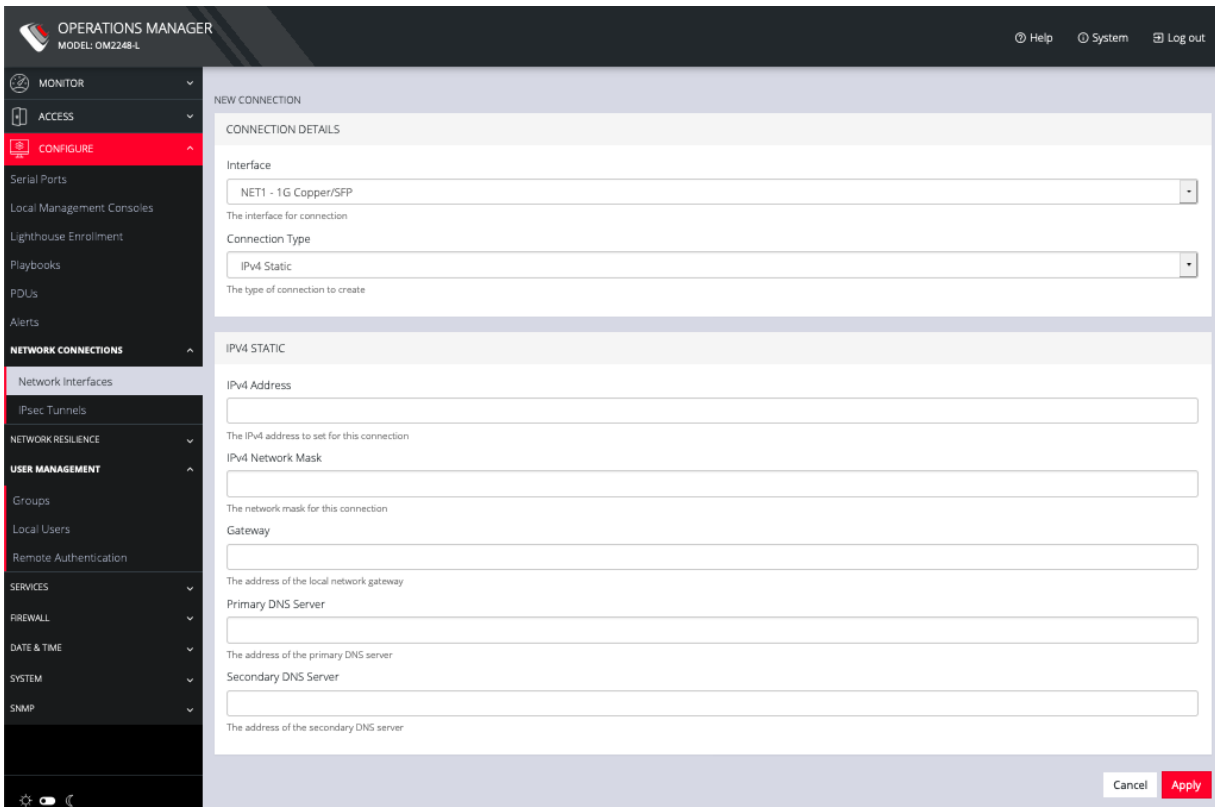 OPERATIONS MANAGER
MODEL: OM2248-L
Help
System
Log out
MONITOR
ACCESS
CONFIGURE
Serial Ports
Local Management Consoles
Lighthouse Enrollment
Playbooks
PDUs
Alerts
NETWORK CONNECTIONS
Network Interfaces
IPsec Tunnels
NETWORK RESILIENCE
USER MANAGEMENT
Groups
Local Users
Remote Authentication
SERVICES
FIREWALL
DATE & TIME
SYSTEM
SNMP
NEW CONNECTION
CONNECTION DETAILS
Interface
NET1 - 1G Copper/SFP
The interface for connection
Connection Type
IPv4 Static
The type of connection to create
IPV4 STATIC
IPv4 Address
The IPv4 address to set for this connection
IPv4 Network Mask
The network mask for this connection
Gateway
The address of the local network gateway
Primary DNS Server
The address of the primary DNS server
Secondary DNS Server
The address of the secondary DNS server
Cancel
Apply